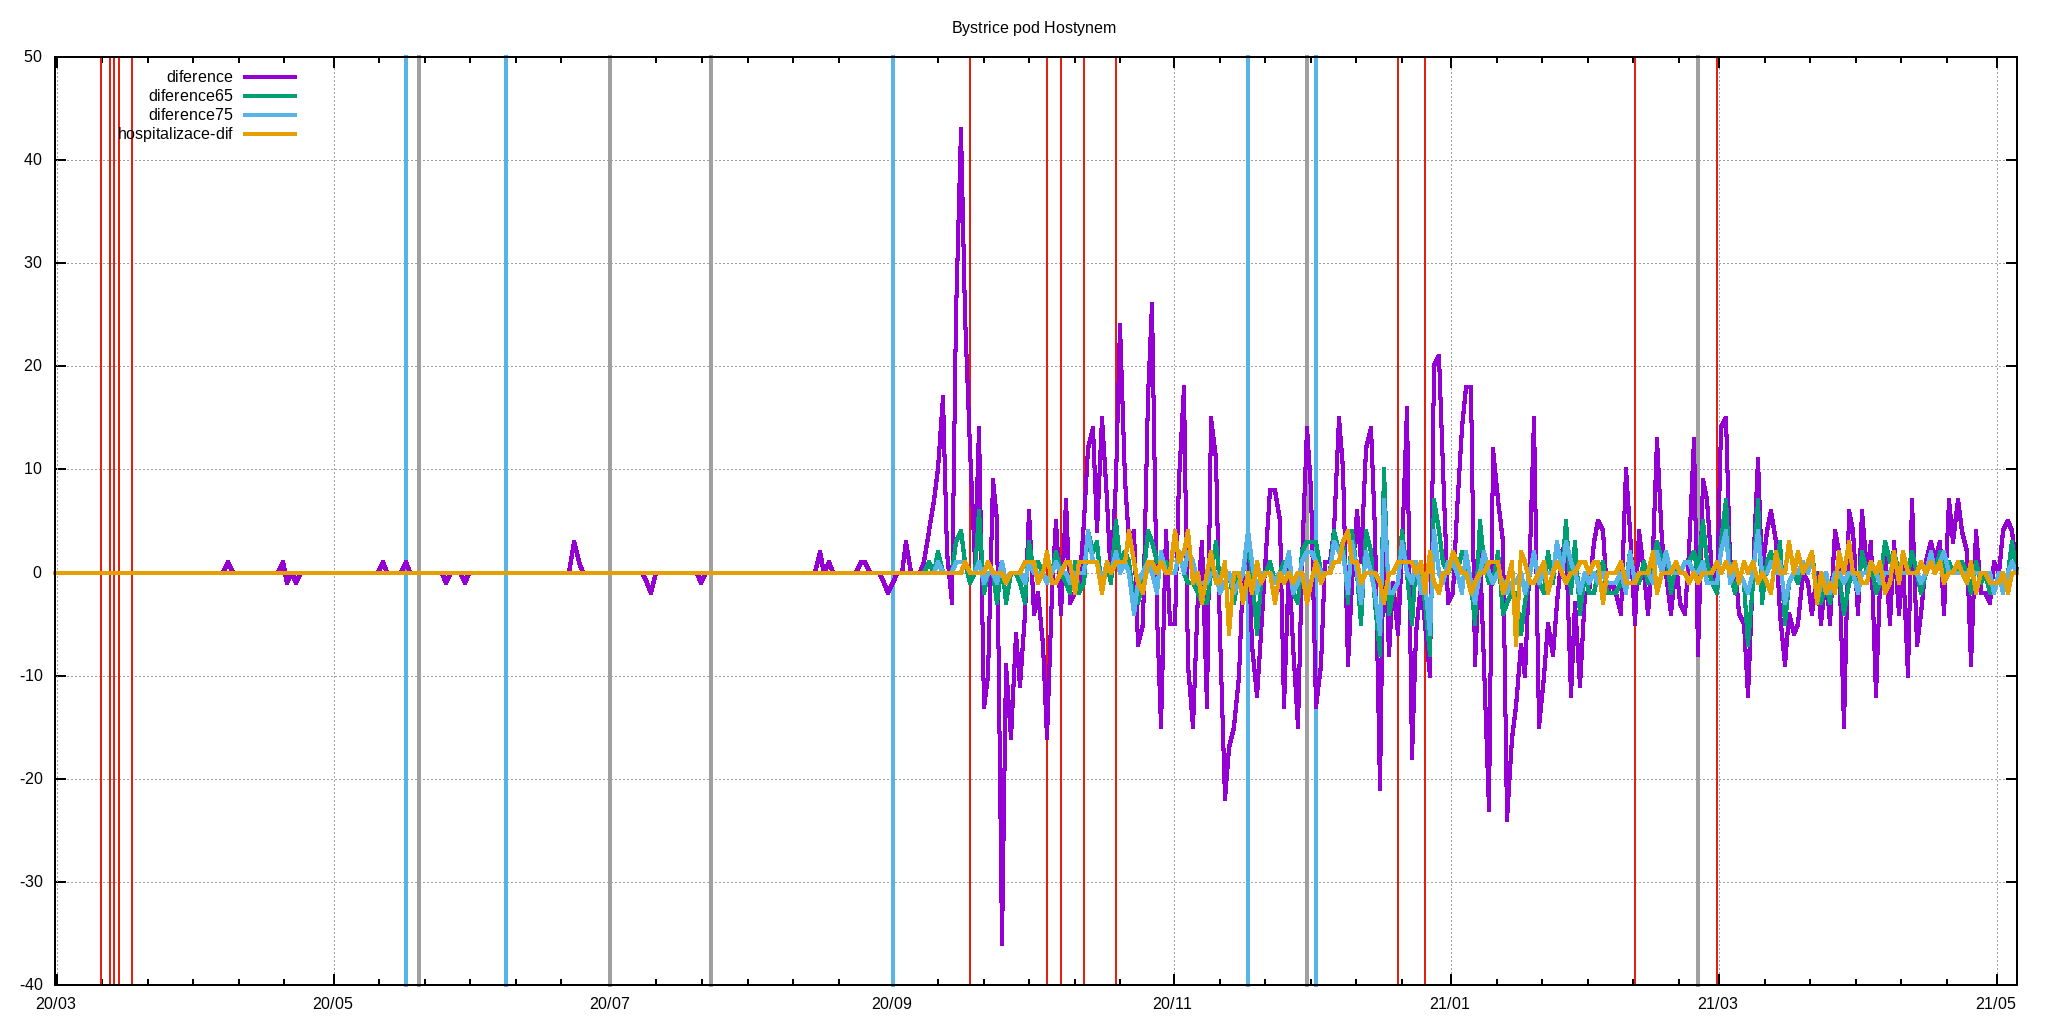 Bystrice pod Hostynem
diference
diference65
diference75
hospitalizace-dif
50
40
30
20
10
0
-10
-20
-30
-40
20/03 20/05 20/07 20/09 20/11 21/01 21/03 21/05